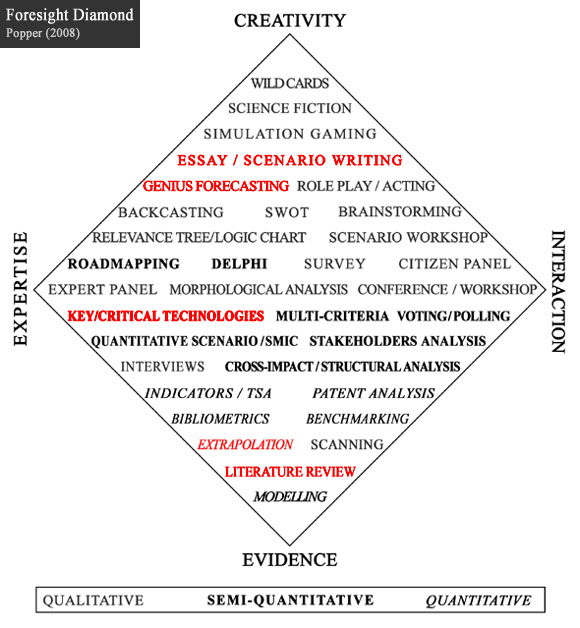 Foresight Diamond
Popper (2008)
CREATIVITY
WILD CARDS
SCIENCE FICTION
SIMULATION GAMING
ESSAY / SCENARIO WRITING
GENIUS FORECASTING ROLE PLAY / ACTING
BACKCASTING SWOT BRAINSTORMING
RELEVANCE TREE/LOGIC CHART SCENARIO WORKSHOP
ROADMAPPING DELPHI SURVEY CITIZEN PANEL
EXPERT PANEL MORPHOLOGICAL ANALYSIS CONFERENCE / WORKSHOP
KEY/CRITICAL TECHNOLOGIES MULTI-CRITERIA VOTING/POLLING
QUANTITATIVE SCENARIO/SMIC STAKEHOLDERS ANALYSIS
INTERVIEWS CROSS-IMPACT / STRUCTURAL ANALYSIS
INDICATORS / TSA PATENT ANALYSIS
BIBLIOMETRICS BENCHMARKING
EXTRAPOLATION SCANNING
LITERATURE REVIEW
MODELLING
EXPERTISE
INTERACTION
EVIDENCE
QUALITATIVE SEMI-QUANTITATIVE QUANTITATIVE